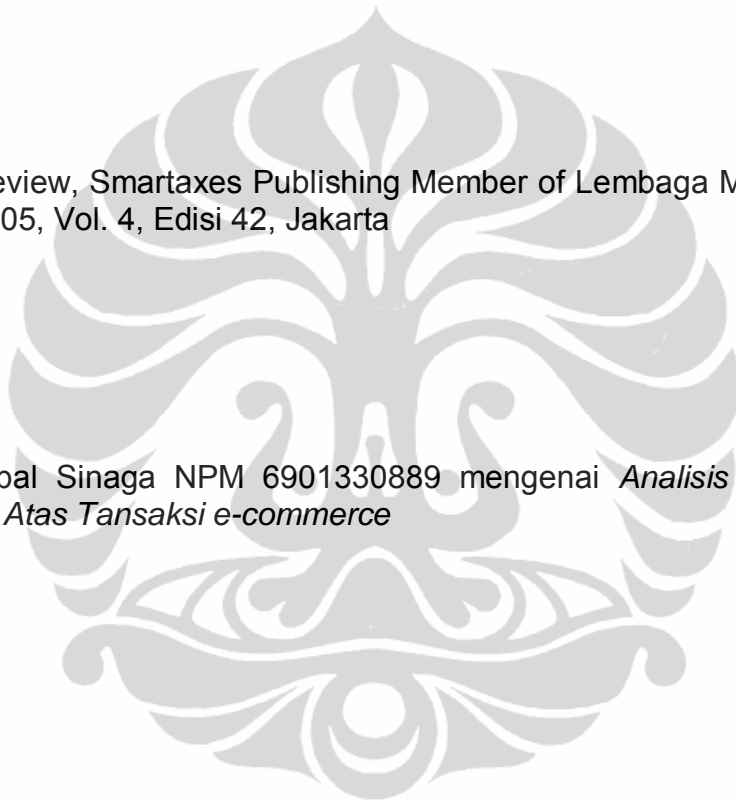 eview, Smartaxes Publishing Member of Lembaga M
05, Vol. 4, Edisi 42, Jakarta
bal Sinaga NPM 6901330889 mengenai Analisis
Atas Tansaksi e-commerce